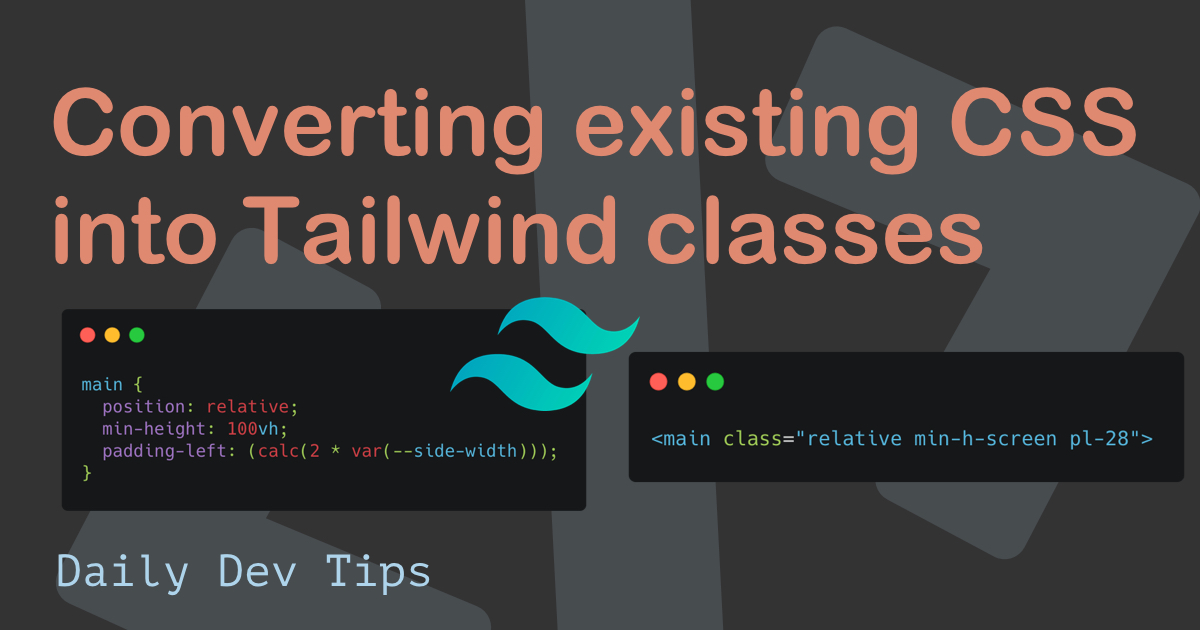 Converting existing CSS
into Tailwind classes
main {
  position: relative;
  min-height: 100vh;
  padding-left: (calc(2 * var(--side-width)));
}
<main class="relative min-h-screen pl-28">
Daily Dev Tips